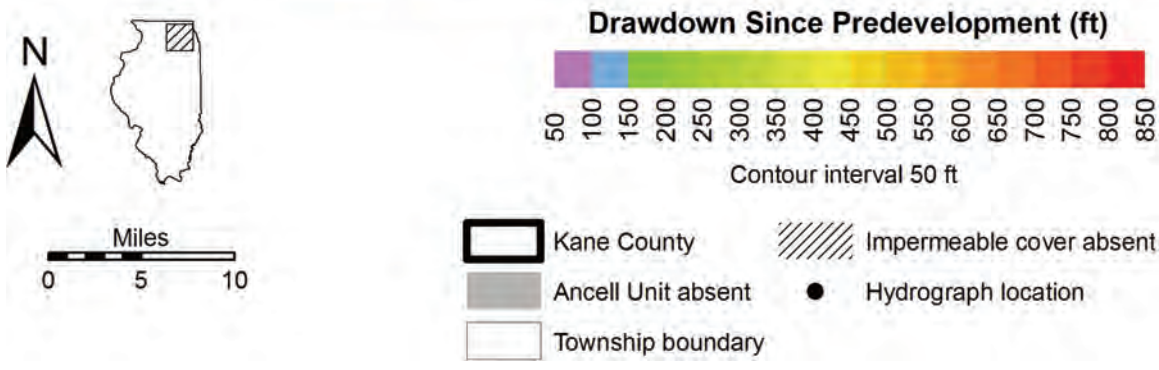 N
Miles
0 5 10
Drawdown Since Predevelopment (ft)
50 100 150 200 250 300 350 400 450 500 550 600 650 700 750 800 850
Contour interval 50 ft
Kane County
Impermeable cover absent
Ancell Unit absent
Hydrograph location
Township boundary